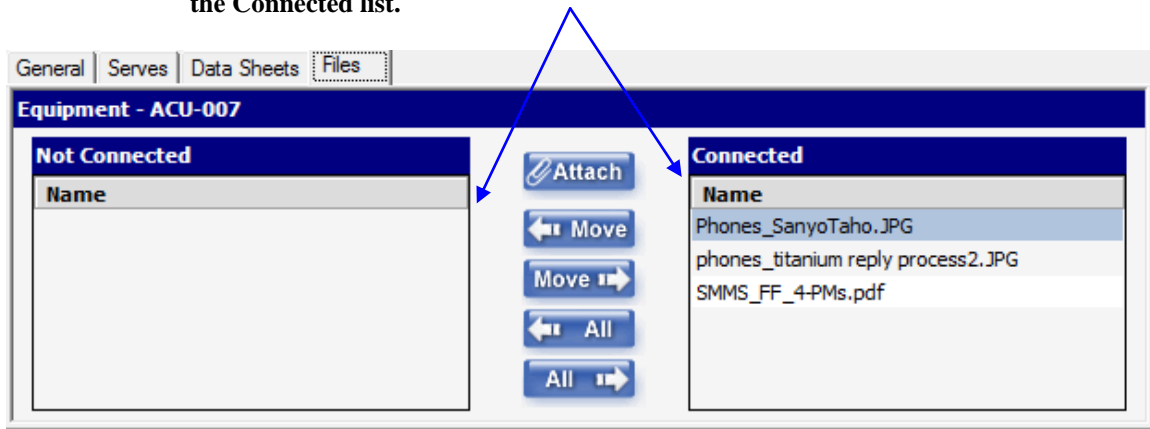 the Connected list.
General Serves Data Sheets Files
Equipment - ACU-007
Not Connected
Name
Attach
Move
Move
All
All
Connected
Name
Phones_SanyoTaho.JPG
phones_titanium reply process2.JPG
SMMS_FF_4-PMs.pdf